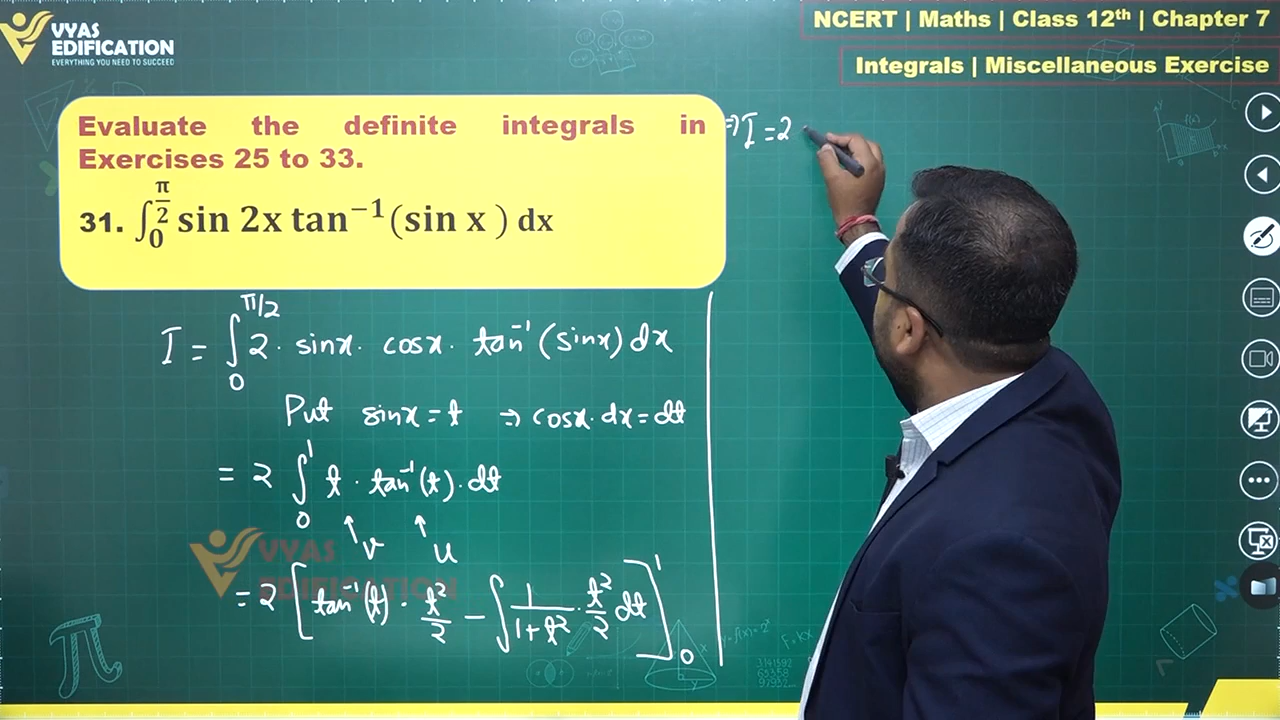 VYAS
EDIFICATION
EVERYTHING YOU NEED TO SUCCEED
NCERT | Maths | Class 12th | Chapter 7
Integrals | Miscellaneous Exercise
Evaluate the definite integrals in
Exercises 25 to 33.
31. ∫₀^(π/2) sin 2x tan⁻¹(sin x ) dx
⇒ I = 2
I = ∫₀^(π/2) 2 · sinx · cosx · tan⁻¹ (sinx) dx
Put sinx = t ⇒ cosx · dx = dt
= 2 ∫₀¹ t · tan⁻¹(t) · dt
↑v ↑u
VYAS
EDIFICATION
= 2 [ tan⁻¹(t) · t²/2 − ∫ 1/(1+t²) · t²/2 dt ]₀¹